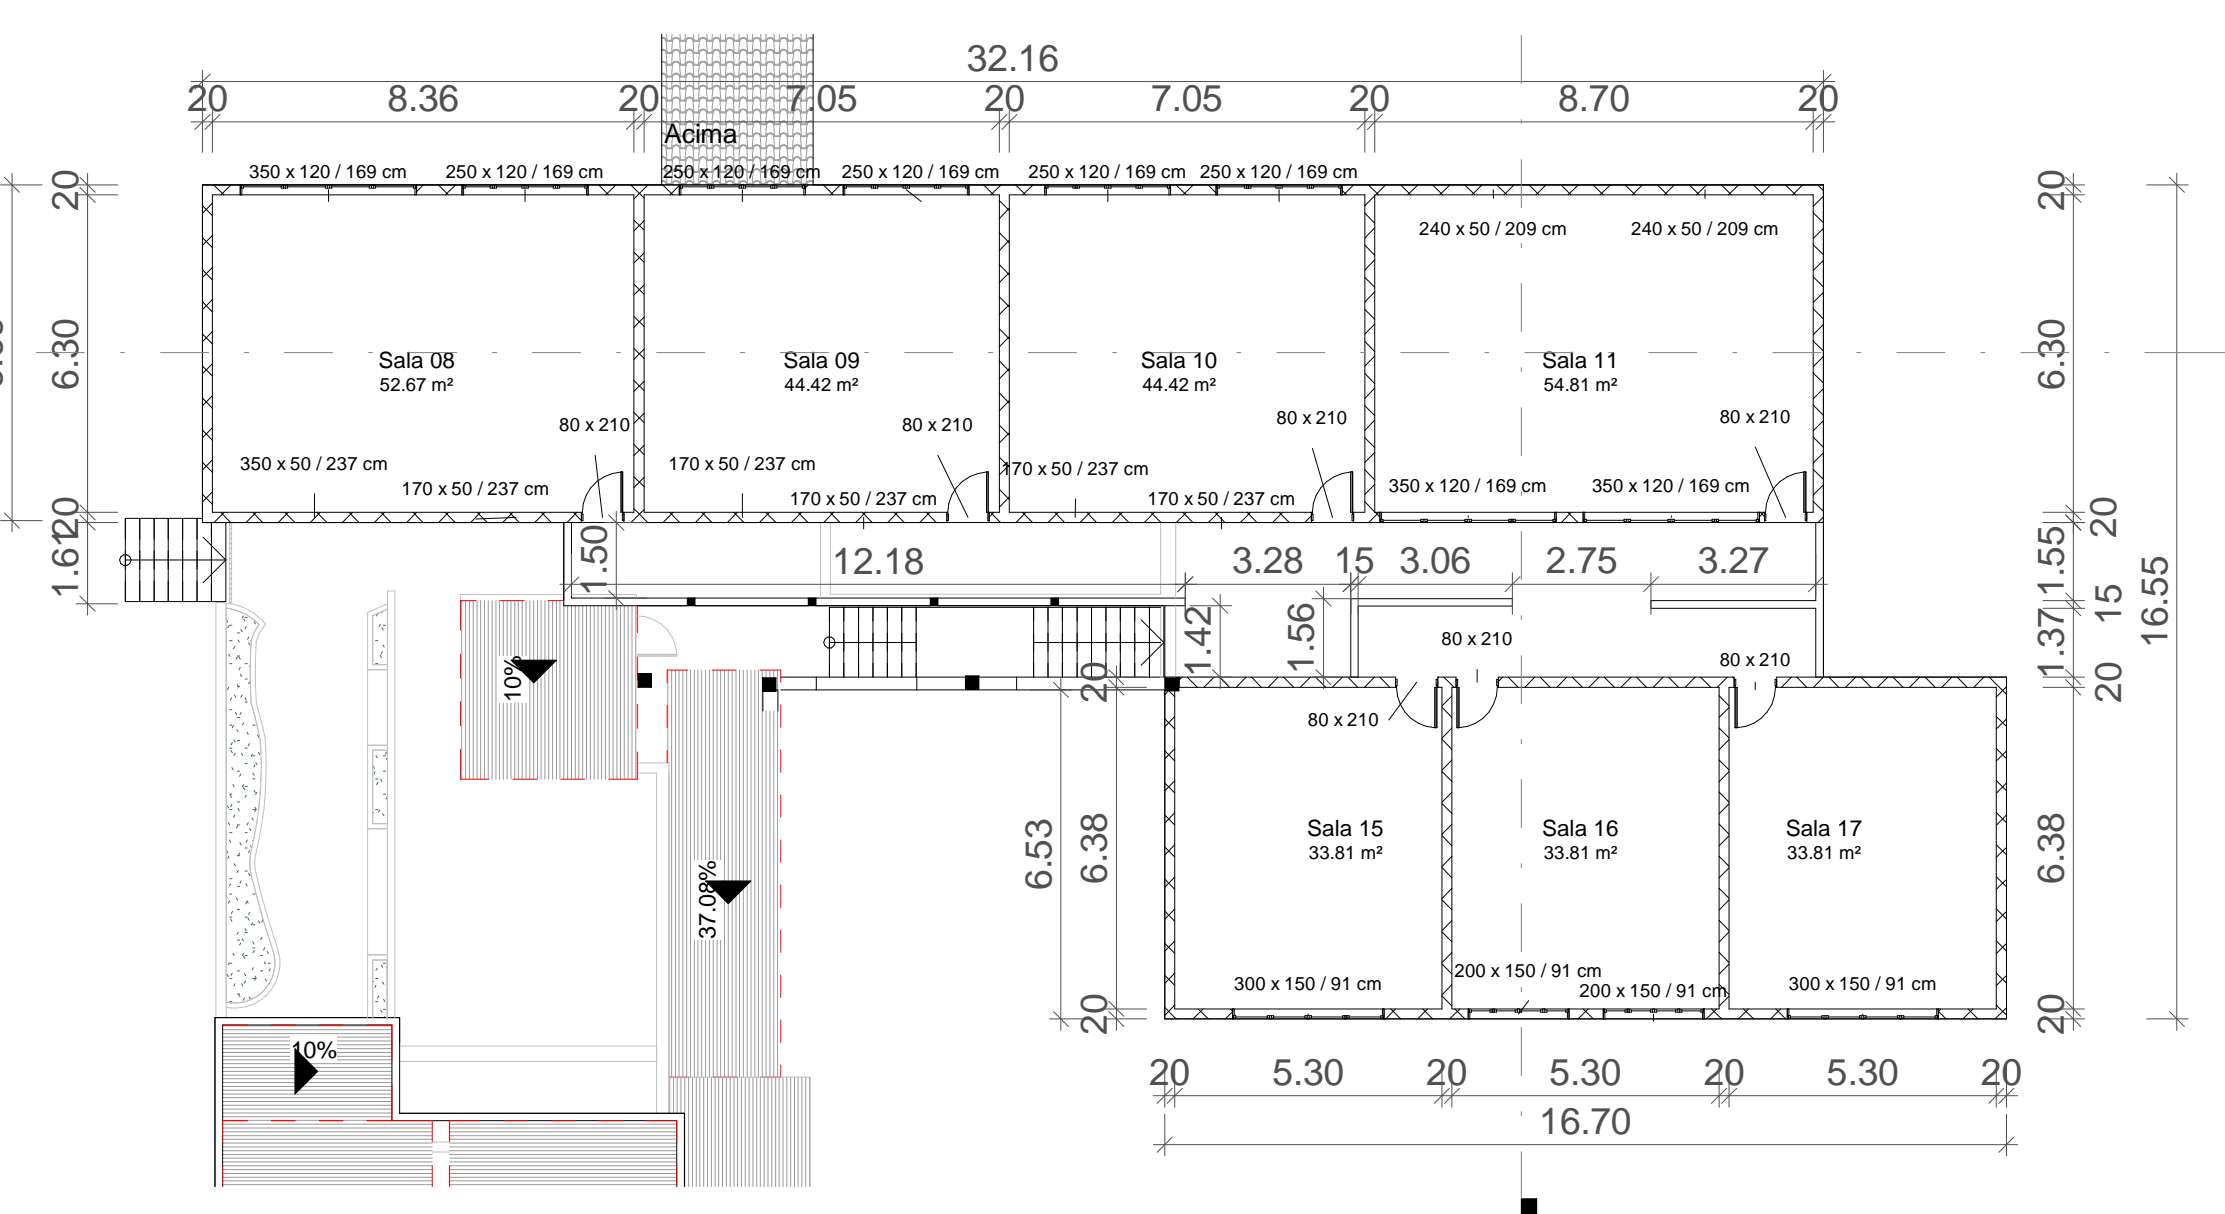 32.16
20 8.36 20 7.05 20 7.05 20 8.70 20
Acima
350 x 120 / 169 cm 250 x 120 / 169 cm 250 x 120 / 169 cm 250 x 120 / 169 cm 250 x 120 / 169 cm 250 x 120 / 169 cm
20 20
240 x 50 / 209 cm 240 x 50 / 209 cm
6.30 6.30
Sala 08
52.67 m²
Sala 09
44.42 m²
Sala 10
44.42 m²
Sala 11
54.81 m²
80 x 210 80 x 210 80 x 210 80 x 210
350 x 50 / 237 cm 170 x 50 / 237 cm 170 x 50 / 237 cm
170 x 50 / 237 cm 170 x 50 / 237 cm 170 x 50 / 237 cm 350 x 120 / 169 cm 350 x 120 / 169 cm
20 20
1.61 1.50 12.18 3.28 15 3.06 2.75 3.27 1.55
16.55
15
1.42 1.56 1.37
80 x 210
80 x 210
20 20
80 x 210
10%
6.53 6.38 6.38
Sala 15
33.81 m²
Sala 16
33.81 m²
Sala 17
33.81 m²
37.08%
300 x 150 / 91 cm 200 x 150 / 91 cm 200 x 150 / 91 cm 300 x 150 / 91 cm
20 20
10%
20 5.30 20 5.30 20 5.30 20
16.70